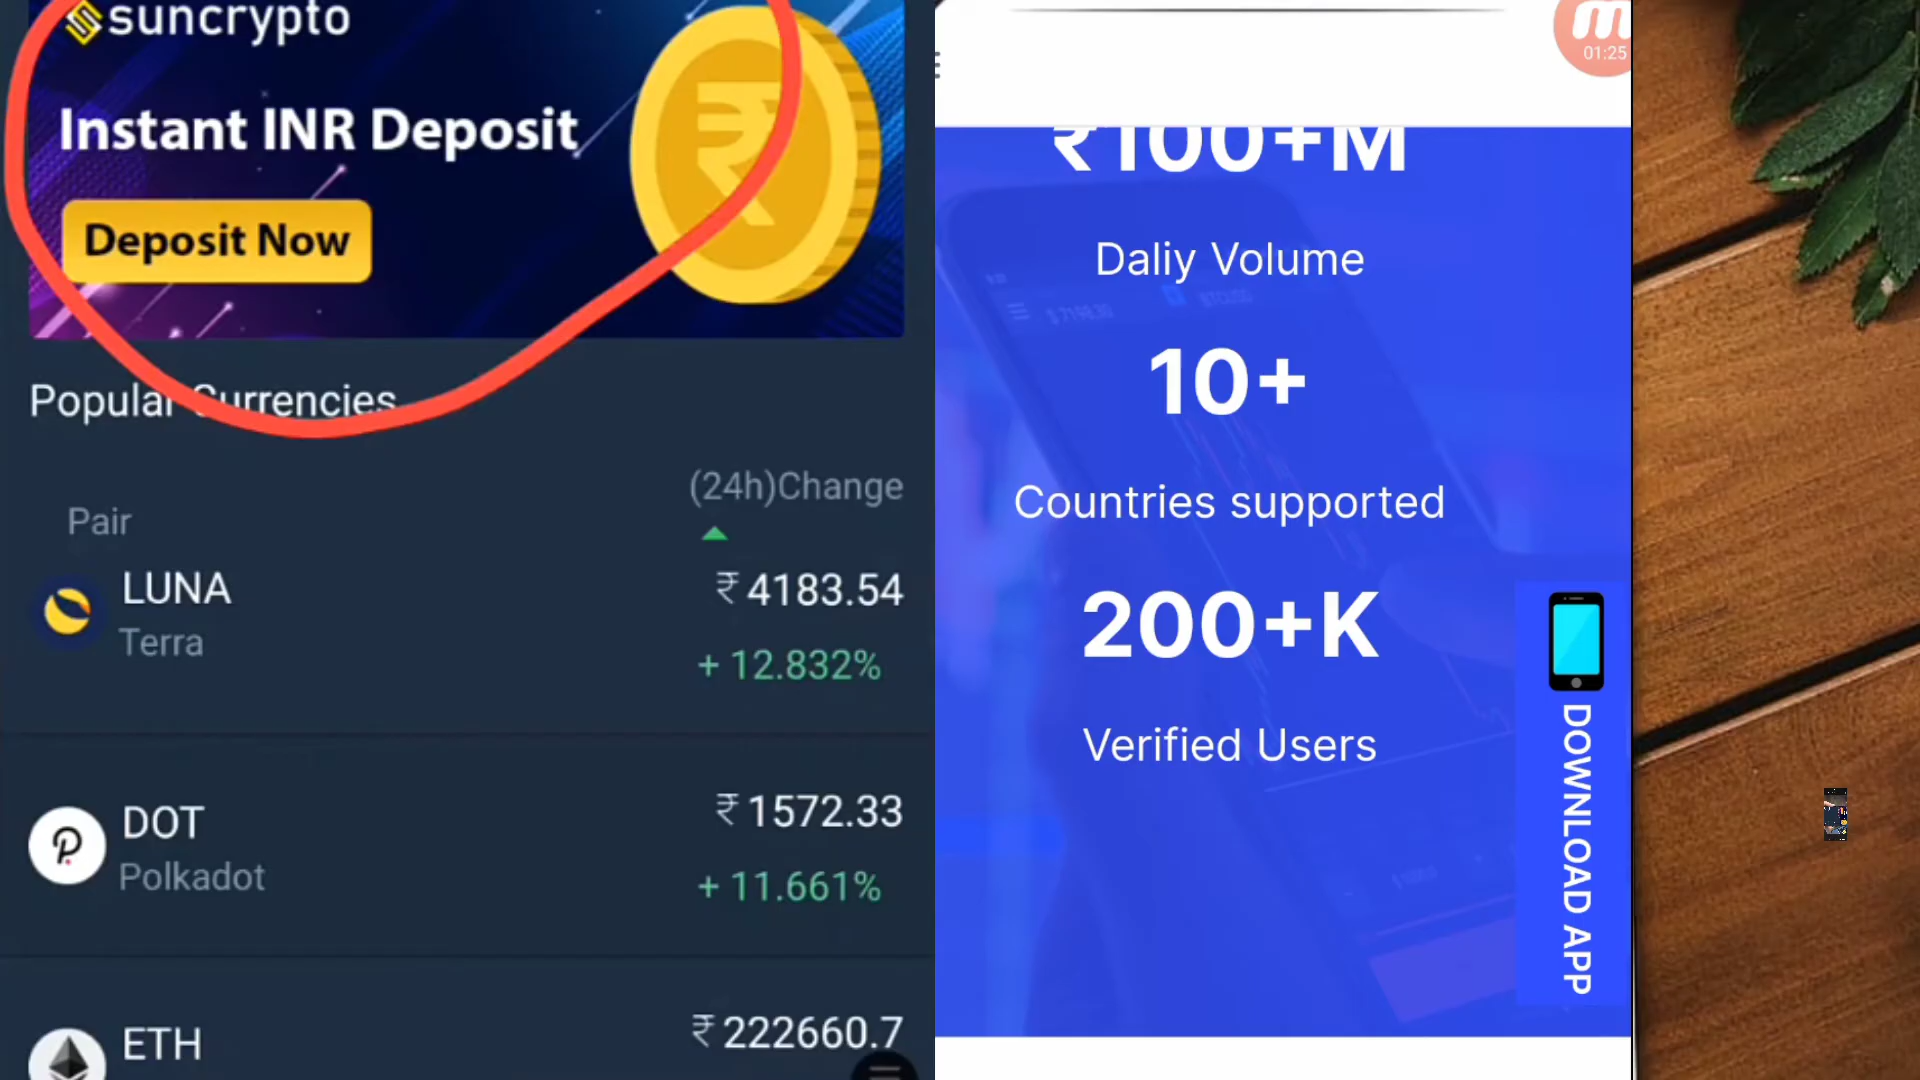 suncrypto
Instant INR Deposit
Deposit Now
Popular Currencies
(24h)Change
Pair
LUNA
₹4183.54
Terra
+ 12.832%
DOT
₹1572.33
Polkadot
+ 11.661%
ETH
₹222660.7
01:25
₹100+M
Daliy Volume
10+
Countries supported
200+K
Verified Users
DOWNLOAD APP